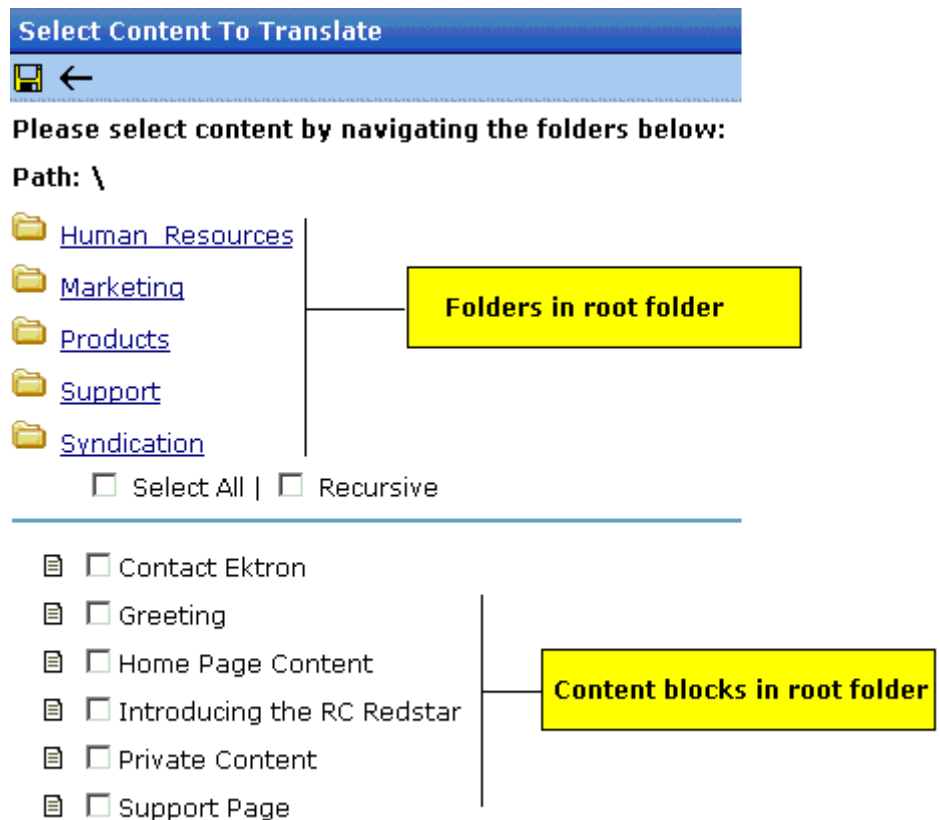 Select Content To Translate
Please select content by navigating the folders below:
Path: \
Human Resources
Marketing
Folders in root folder
Products
Support
Syndication
Select All | Recursive
Contact Ektron
Greeting
Home Page Content
Content blocks in root folder
Introducing the RC Redstar
Private Content
Support Page